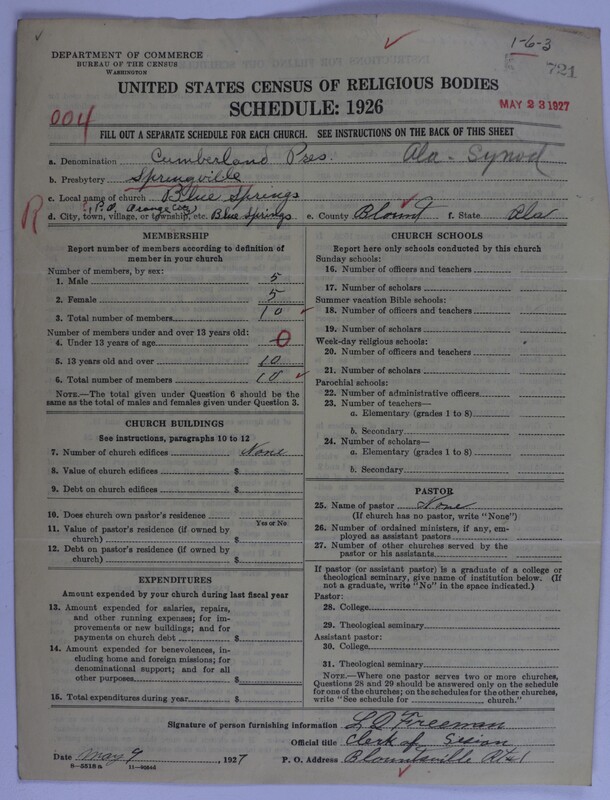 1-6-3
DEPARTMENT OF COMMERCE
BUREAU OF THE CENSUS
WASHINGTON
E 721
UNITED STATES CENSUS OF RELIGIOUS BODIES
SCHEDULE: 1926
MAY 23 1927
004
FILL OUT A SEPARATE SCHEDULE FOR EACH CHURCH. SEE INSTRUCTIONS ON THE BACK OF THIS SHEET
a. Denomination Cumberland Pres. Ala-Synod
b. Presbytery Springville
c. Local name of church Blue Springs
R
d. City, town, village, or township, etc. Blue Springs e. County Blount f. State Ala
MEMBERSHIP
Report number of members according to definition of
member in your church
Number of members, by sex:
1. Male 5
2. Female 5
3. Total number of members 10
Number of members under and over 13 years old:
4. Under 13 years of age 0
5. 13 years old and over 10
6. Total number of members 10
NOTE.—The total given under Question 6 should be
same as the total of males and females given under Question 3.
CHURCH BUILDINGS
See instructions, paragraphs 10 to 12
7. Number of church edifices None
8. Value of church edifices $
9. Debt on church edifices $
10. Does church own pastor's residence
Yes or No
11. Value of pastor's residence (if owned by
church) $
12. Debt on pastor's residence (if owned by
church) $
EXPENDITURES
Amount expended by your church during last fiscal year
13. Amount expended for salaries, repairs,
and other running expenses; for im-
provements or new buildings; and for
payments on church debt $
14. Amount expended for benevolences, in-
cluding home and foreign missions; for
denominational support; and for all
other purposes $
15. Total expenditures during year $
CHURCH SCHOOLS
Report here only schools conducted by this church
Sunday schools:
16. Number of officers and teachers
17. Number of scholars
Summer vacation Bible schools:
18. Number of officers and teachers
19. Number of scholars
Week-day religious schools:
20. Number of officers and teachers
21. Number of scholars
Parochial schools:
22. Number of administrative officers
23. Number of teachers—
a. Elementary (grades 1 to 8)
b. Secondary
24. Number of scholars—
a. Elementary (grades 1 to 8)
b. Secondary
PASTOR
25. Name of pastor None
(If church has no pastor, write "None")
26. Number of ordained ministers, if any, em-
ployed as assistant pastors
27. Number of other churches served by the
pastor or his assistants
If pastor (or assistant pastor) is a graduate of a college or
theological seminary, give name of institution below. (If
not a graduate, write "No" in the space indicated.)
Pastor:
28. College
29. Theological seminary
Assistant pastor:
30. College
31. Theological seminary
NOTE.—Where one pastor serves two or more churches,
Questions 28 and 29 should be answered only on the schedule
for one of the churches; on the schedules for the other churches,
write "See schedule for church."
Signature of person furnishing information L O Freeman
Official title Clerk of Sesion
Date May 9, 1927 P. O. Address Blountsville Rt 1
8—5518 a